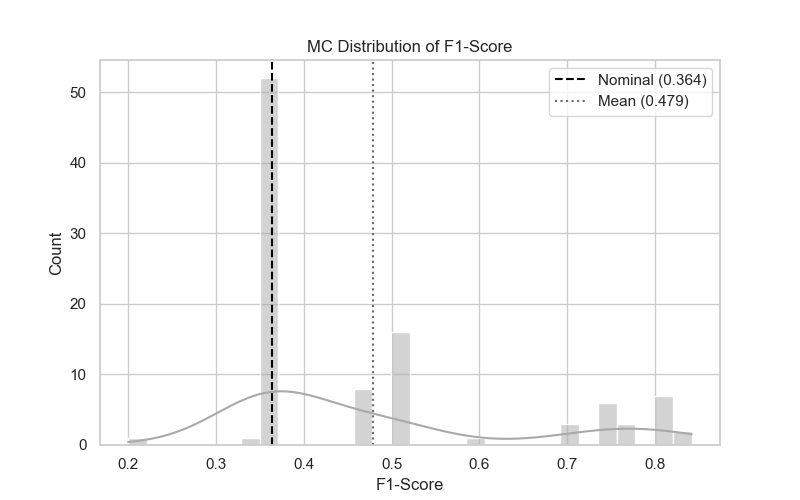 MC Distribution of F1-Score
Nominal (0.364)
Mean (0.479)
Count
50
40
30
20
10
0
0.2 0.3 0.4 0.5 0.6 0.7 0.8
F1-Score